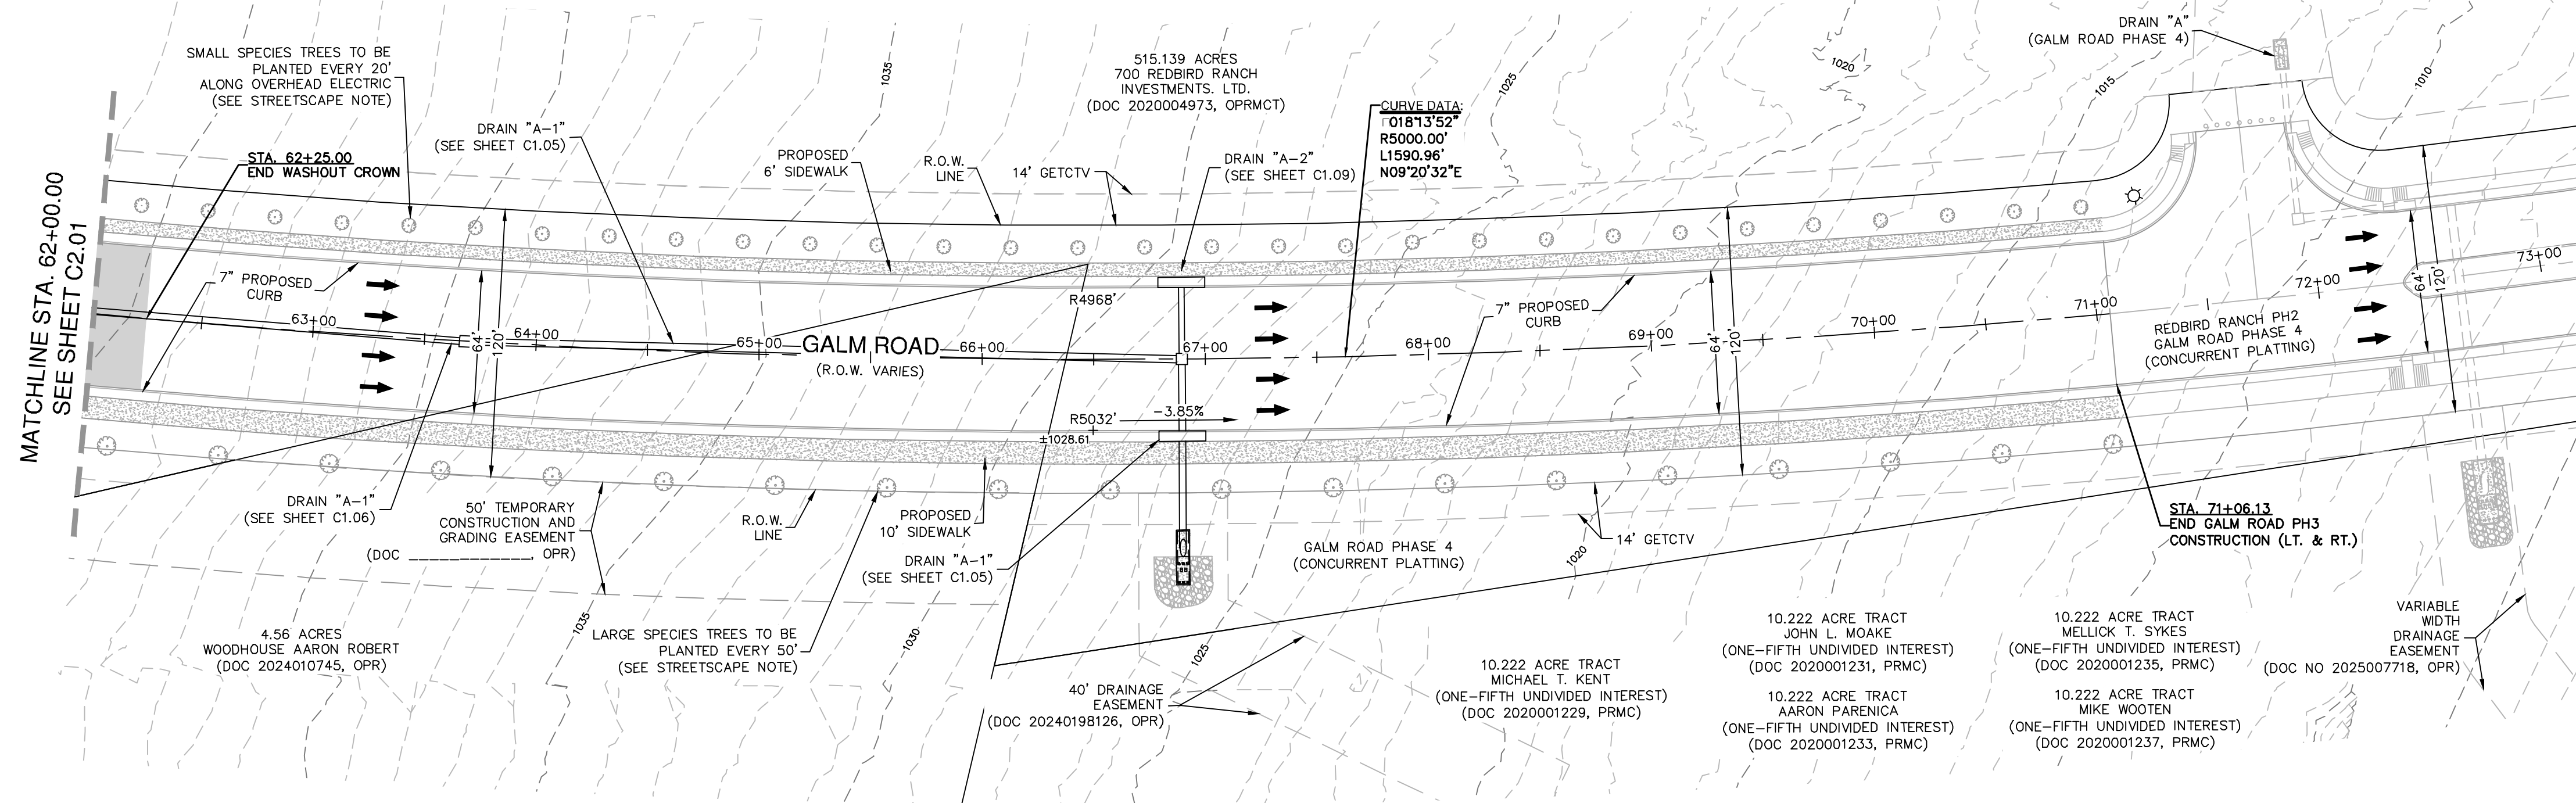 MATCHLINE STA. 62+00.00
SEE SHEET C2.01
SMALL SPECIES TREES TO BE
PLANTED EVERY 20'
ALONG OVERHEAD ELECTRIC
(SEE STREETSCAPE NOTE)
STA. 62+25.00
END WASHOUT CROWN
DRAIN "A-1"
(SEE SHEET C1.05)
7" PROPOSED
CURB
PROPOSED
6' SIDEWALK
1035
R.O.W.
LINE
14' GETCTV
515.139 ACRES
700 REDBIRD RANCH
INVESTMENTS. LTD.
(DOC 2020004973, OPRMCT)
DRAIN "A-2"
(SEE SHEET C1.09)
CURVE DATA:
018°13'52"
R5000.00'
L1590.96'
N09°20'32"E
1025
1020
1015
1010
DRAIN "A"
(GALM ROAD PHASE 4)
63+00
64+00
65+00
66+00
67+00
68+00
69+00
70+00
71+00
72+00
73+00
64'
120'
GALM ROAD
(R.O.W. VARIES)
R4968'
R5032'
-3.85%
±1028.61
7" PROPOSED
CURB
64'
120'
REDBIRD RANCH PH2
GALM ROAD PHASE 4
(CONCURRENT PLATTING)
64'
120'
DRAIN "A-1"
(SEE SHEET C1.06)
50' TEMPORARY
CONSTRUCTION AND
GRADING EASEMENT
(DOC ____________, OPR)
R.O.W.
LINE
PROPOSED
10' SIDEWALK
DRAIN "A-1"
(SEE SHEET C1.05)
GALM ROAD PHASE 4
(CONCURRENT PLATTING)
14' GETCTV
1020
STA. 71+06.13
END GALM ROAD PH3
CONSTRUCTION (LT. & RT.)
4.56 ACRES
WOODHOUSE AARON ROBERT
(DOC 2024010745, OPR)
1035
LARGE SPECIES TREES TO BE
PLANTED EVERY 50'
(SEE STREETSCAPE NOTE)
1030
1025
40' DRAINAGE
EASEMENT
(DOC 20240198126, OPR)
10.222 ACRE TRACT
MICHAEL T. KENT
(ONE-FIFTH UNDIVIDED INTEREST)
(DOC 2020001229, PRMC)
10.222 ACRE TRACT
JOHN L. MOAKE
(ONE-FIFTH UNDIVIDED INTEREST)
(DOC 2020001231, PRMC)
10.222 ACRE TRACT
AARON PARENICA
(ONE-FIFTH UNDIVIDED INTEREST)
(DOC 2020001233, PRMC)
10.222 ACRE TRACT
MELLICK T. SYKES
(ONE-FIFTH UNDIVIDED INTEREST)
(DOC 2020001235, PRMC)
10.222 ACRE TRACT
MIKE WOOTEN
(ONE-FIFTH UNDIVIDED INTEREST)
(DOC 2020001237, PRMC)
VARIABLE
WIDTH
DRAINAGE
EASEMENT
(DOC NO 2025007718, OPR)